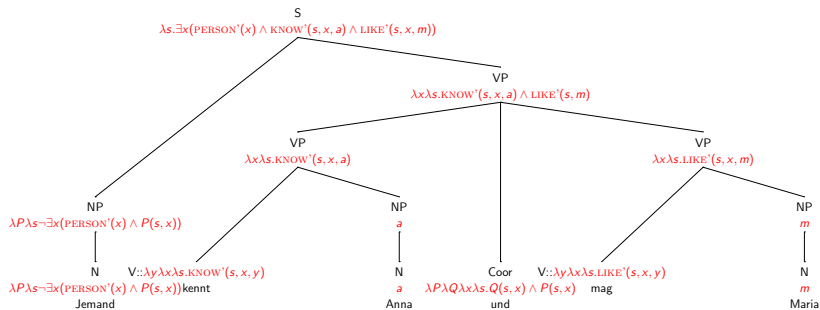 S
λs.∃x(PERSON'(x) ∧ KNOW'(s, x, a) ∧ LIKE'(s, x, m))
VP
λxλs.KNOW'(s, x, a) ∧ LIKE'(s, m)
VP VP
λxλs.KNOW'(s, x, a) λxλs.LIKE'(s, x, m)
NP NP NP
λPλs¬∃x(PERSON'(x) ∧ P(s, x)) a m
N V::λyλxλs.KNOW'(s, x, y) N Coor V::λyλxλs.LIKE'(s, x, y) N
λPλs¬∃x(PERSON'(x) ∧ P(s, x)) kennt a λPλQλxλs.Q(s, x) ∧ P(s, x) mag m
Jemand Anna und Maria